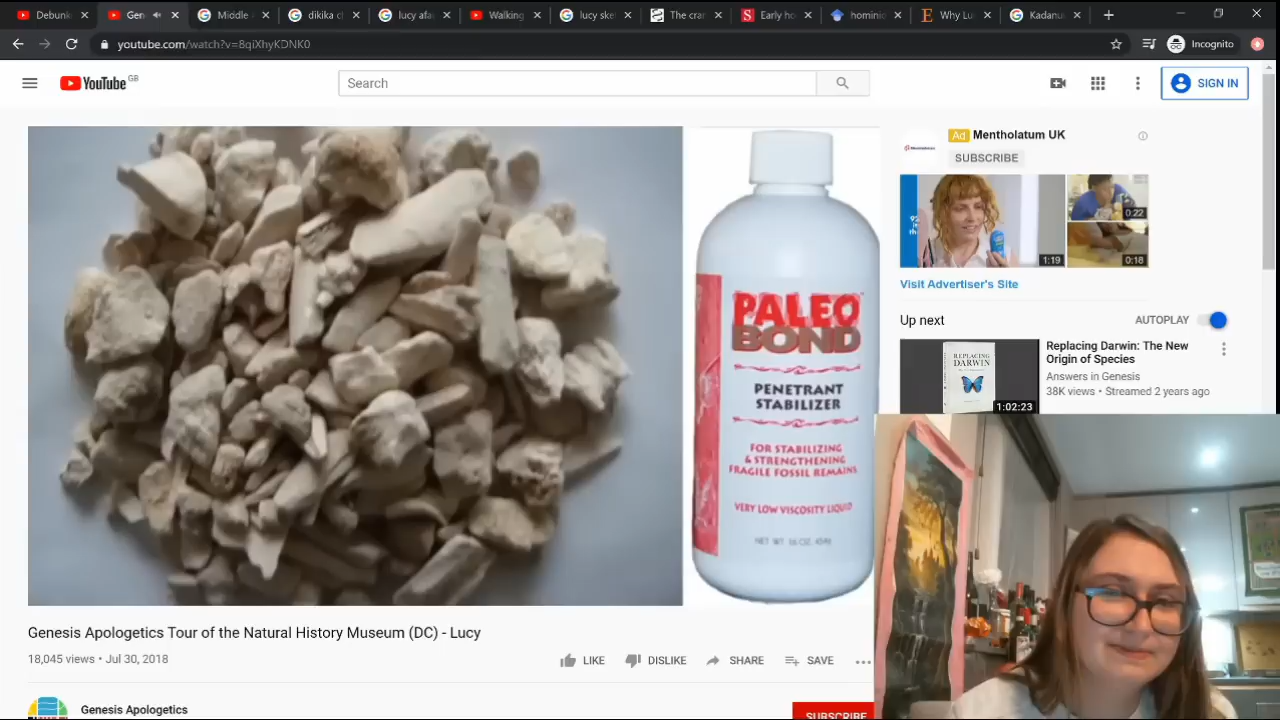 Debunk
Gen
Middle
dikika c
lucy afa
Walking
lucy ske
The cra
Early ho
hominio
Why Lu
Kadanu
youtube.com/watch?v=8qiXhyKDNK0
Incognito
YouTube GB
Search
SIGN IN
Ad Mentholatum UK
SUBSCRIBE
0:22
1:19
0:18
Visit Advertiser's Site
Up next
AUTOPLAY
REPLACING
DARWIN
1:02:23
Replacing Darwin: The New
Origin of Species
Answers in Genesis
38K views • Streamed 2 years ago
PALEO
BOND
PENETRANT
STABILIZER
FOR STABILIZING
& STRENGTHENING
FRAGILE FOSSIL REMAINS
VERY LOW VISCOSITY LIQUID
Genesis Apologetics Tour of the Natural History Museum (DC) - Lucy
18,045 views • Jul 30, 2018
LIKE
DISLIKE
SHARE
SAVE
Genesis Apologetics
SUBSCRIBE